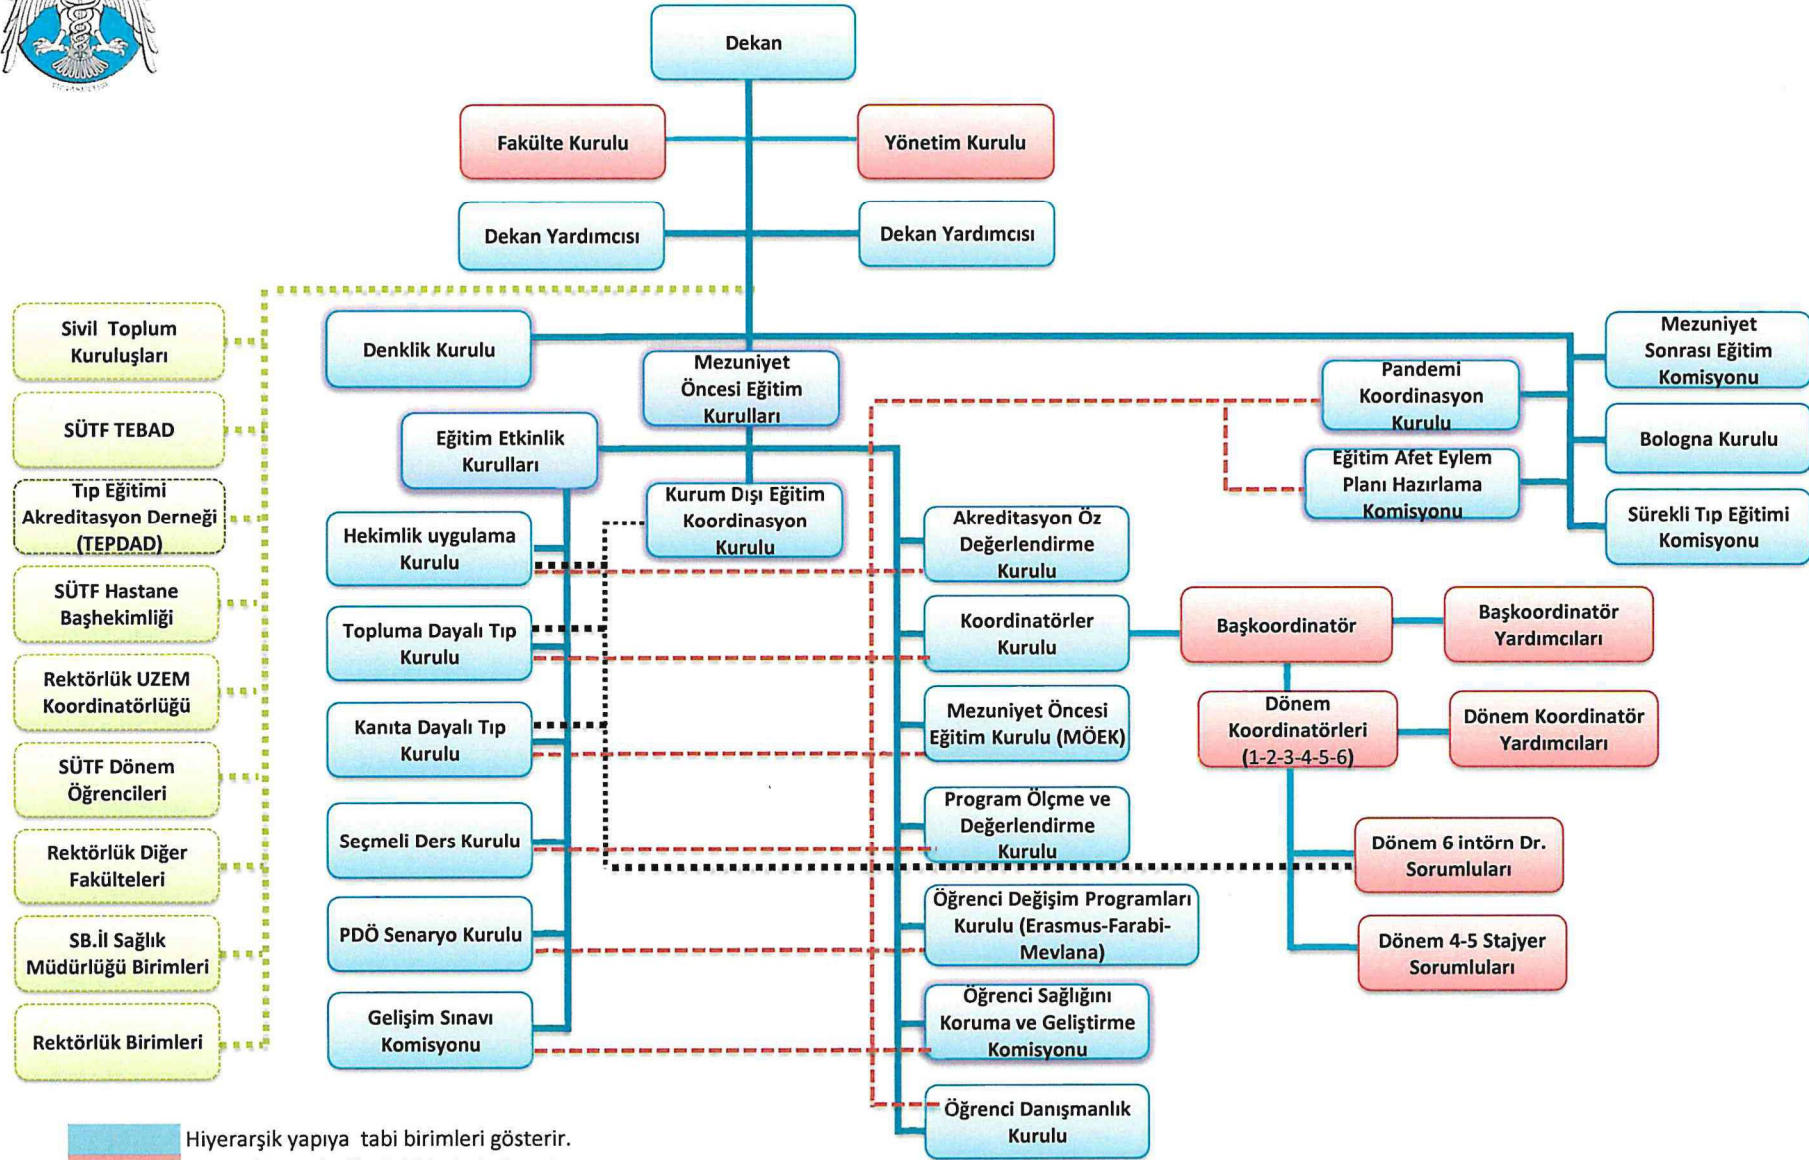 Dekan
Fakülte Kurulu
Yönetim Kurulu
Dekan Yardımcısı
Dekan Yardımcısı
Sivil Toplum
Kuruluşları
SÜTF TEBAD
Tıp Eğitimi
Akreditasyon Derneği
(TEPDAD)
SÜTF Hastane
Başhekimliği
Rektörlük UZEM
Koordinatörlüğü
SÜTF Dönem
Öğrencileri
Rektörlük Diğer
Fakülteleri
SB.İl Sağlık
Müdürlüğü Birimleri
Rektörlük Birimleri
Denklik Kurulu
Mezuniyet
Öncesi Eğitim
Kurulları
Eğitim Etkinlik
Kurulları
Kurum Dışı Eğitim
Koordinasyon
Kurulu
Hekimlik uygulama
Kurulu
Topluma Dayalı Tıp
Kurulu
Kanıta Dayalı Tıp
Kurulu
Seçmeli Ders Kurulu
PDÖ Senaryo Kurulu
Gelişim Sınavı
Komisyonu
Akreditasyon Öz
Değerlendirme
Kurulu
Koordinatörler
Kurulu
Mezuniyet Öncesi
Eğitim Kurulu (MÖEK)
Program Ölçme ve
Değerlendirme
Kurulu
Öğrenci Değişim Programları
Kurulu (Erasmus-Farabi-
Mevlana)
Öğrenci Sağlığını
Koruma ve Geliştirme
Komisyonu
Öğrenci Danışmanlık
Kurulu
Pandemi
Koordinasyon
Kurulu
Eğitim Afet Eylem
Planı Hazırlama
Komisyonu
Mezuniyet
Sonrası Eğitim
Komisyonu
Bologna Kurulu
Sürekli Tıp Eğitimi
Komisyonu
Başkoordinatör
Başkoordinatör
Yardımcıları
Dönem
Koordinatörleri
(1-2-3-4-5-6)
Dönem Koordinatör
Yardımcıları
Dönem 6 intörn Dr.
Sorumluları
Dönem 4-5 Stajyer
Sorumluları
Hiyerarşik yapıya tabi birimleri gösterir.